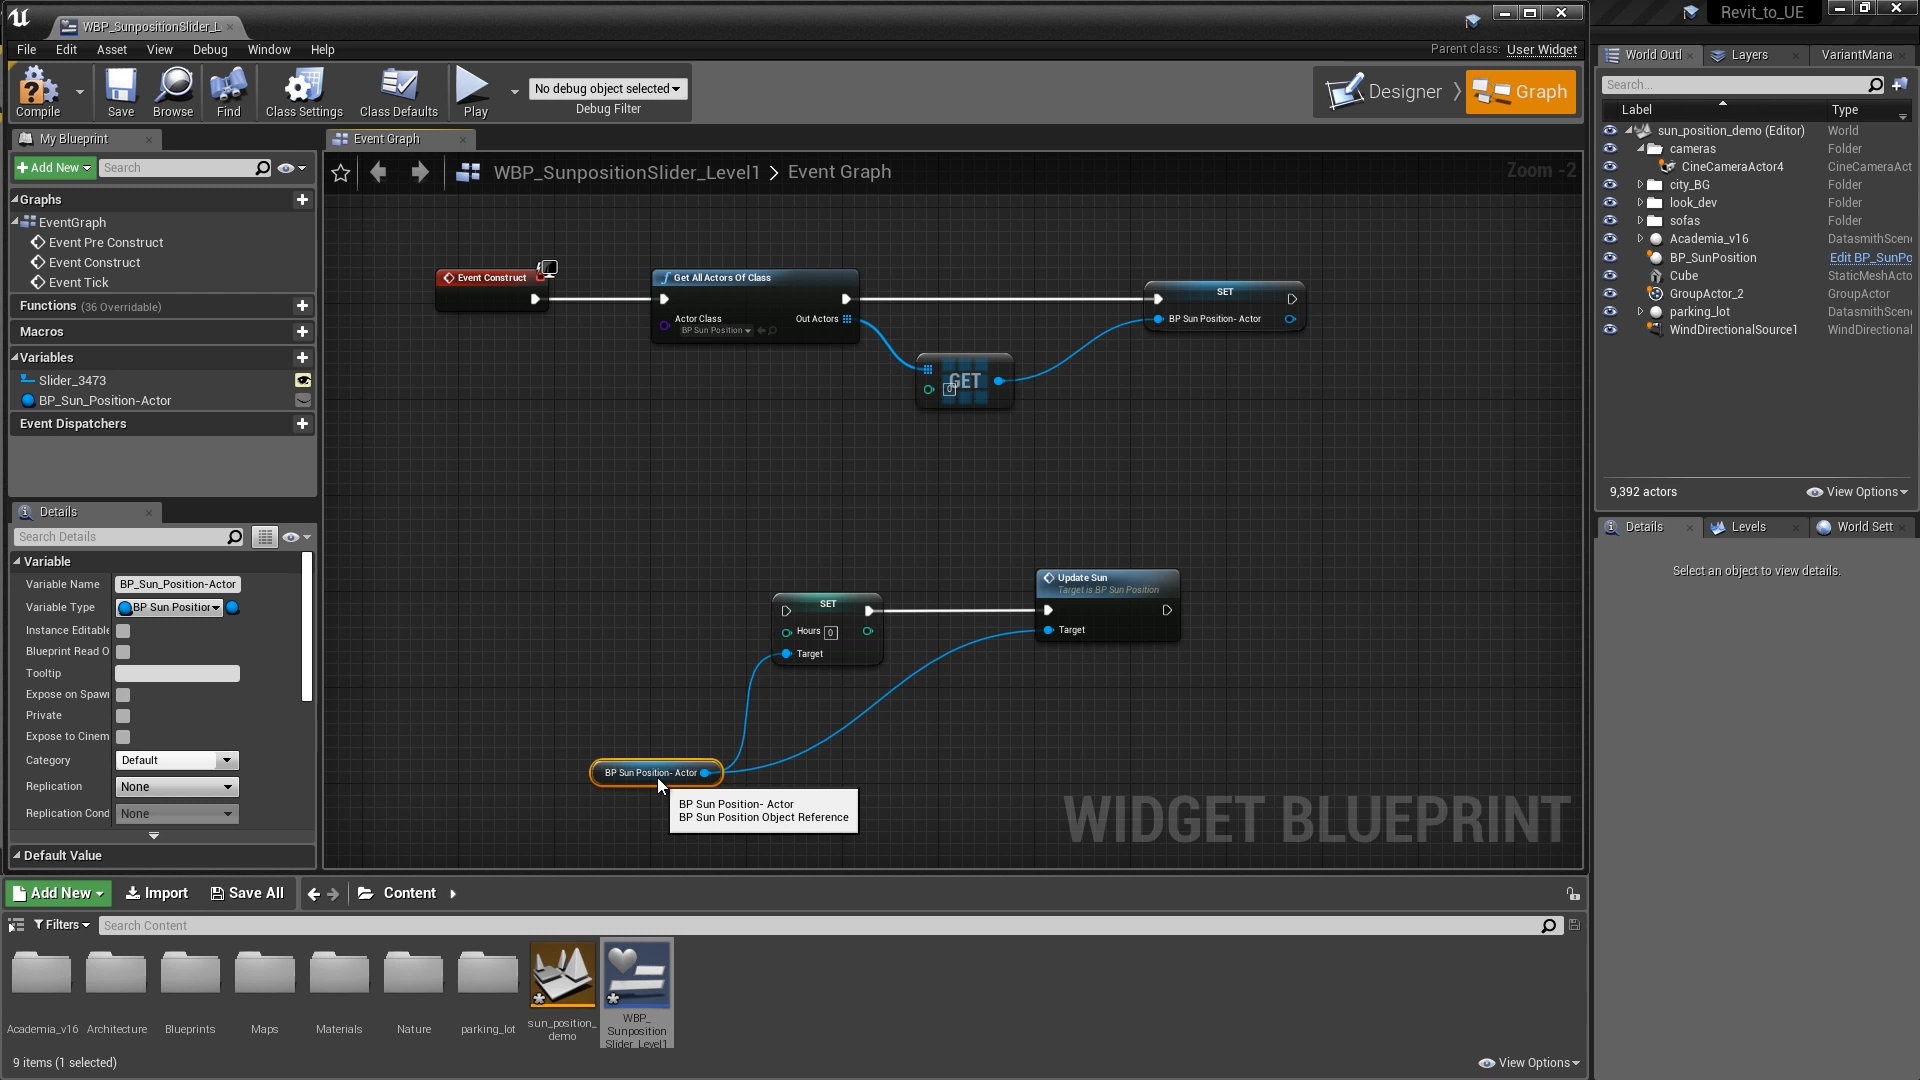 WBP_SunpositionSlider_L
Revit_to_UE
File Edit Asset View Debug Window Help
Parent class: User Widget
World Outl
Layers
VariantMana
Search...
Compile
Save
Browse
Find
Class Settings
Class Defaults
Play
No debug object selected
Debug Filter
Designer
Graph
Label
Type
My Blueprint
Event Graph
sun_position_demo (Editor) World
cameras Folder
CineCameraActor4 CineCameraAct
city_BG Folder
look_dev Folder
sofas Folder
Academia_v16 DatasmithScene
BP_SunPosition Edit BP_SunPo
Cube StaticMeshActo
GroupActor_2 GroupActor
parking_lot DatasmithScene
WindDirectionalSource1 WindDirectional
9,392 actors
View Options
Add New
Search
WBP_SunpositionSlider_Level1 > Event Graph
Zoom -2
Graphs
EventGraph
Event Pre Construct
Event Construct
Event Tick
Functions (36 Overridable)
Macros
Variables
Slider_3473
BP_Sun_Position-Actor
Event Dispatchers
Event Construct
Get All Actors Of Class
Actor Class
BP Sun Position
Out Actors
GET
0
SET
BP Sun Position- Actor
SET
Hours 0
Target
Update Sun
Target is BP Sun Position
Target
BP Sun Position- Actor
BP Sun Position- Actor
BP Sun Position Object Reference
WIDGET BLUEPRINT
Details
Search Details
Variable
Variable Name BP_Sun_Position-Actor
Variable Type BP Sun Position
Instance Editable
Blueprint Read O
Tooltip
Expose on Spawn
Private
Expose to Cinem
Category Default
Replication None
Replication Cond None
Default Value
Details
Levels
World Sett
Select an object to view details.
Add New
Import
Save All
Content
Filters
Search Content
Academia_v16
Architecture
Blueprints
Maps
Materials
Nature
parking_lot
sun_position_
demo
WBP_
Sunposition
Slider_Level1
9 items (1 selected)
View Options